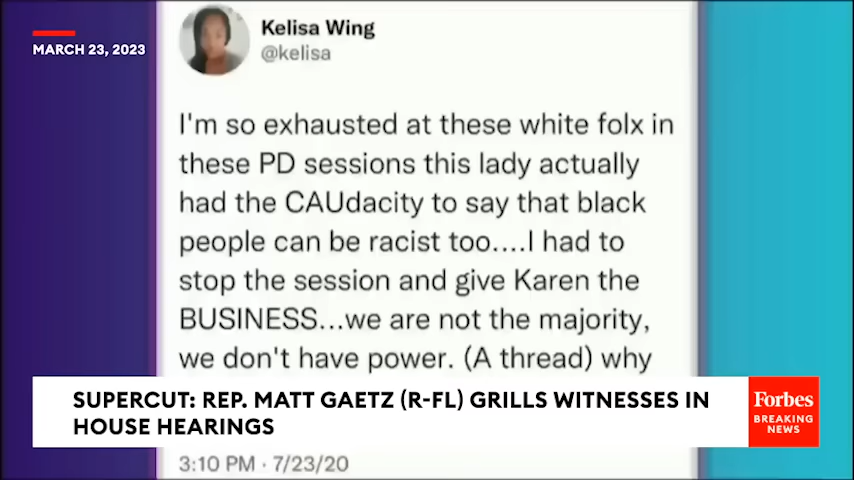 MARCH 23, 2023
Kelisa Wing
@kelisa
I'm so exhausted at these white folx in
these PD sessions this lady actually
had the CAUdacity to say that black
people can be racist too....I had to
stop the session and give Karen the
BUSINESS...we are not the majority,
we don't have power. (A thread) why
SUPERCUT: REP. MATT GAETZ (R-FL) GRILLS WITNESSES IN
HOUSE HEARINGS
Forbes
BREAKING
NEWS
3:10 PM · 7/23/20